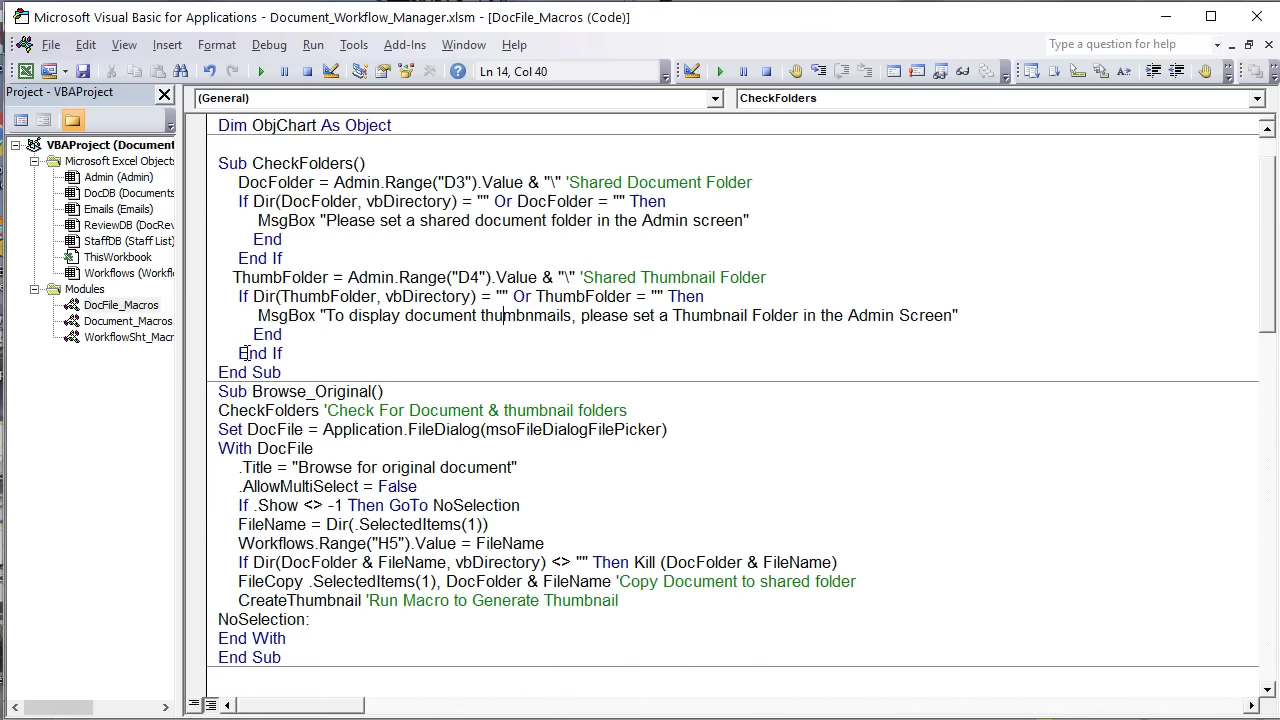 Microsoft Visual Basic for Applications - Document_Workflow_Manager.xlsm - [DocFile_Macros (Code)]
File Edit View Insert Format Debug Run Tools Add-Ins Window Help
Type a question for help
Ln 14, Col 40
Project - VBAProject
(General)
CheckFolders
VBAProject (Document
Microsoft Excel Objects
Admin (Admin)
DocDB (Documents
Emails (Emails)
ReviewDB (DocRev
StaffDB (Staff List)
ThisWorkbook
Workflows (Workfl
Modules
DocFile_Macros
Document_Macros
WorkflowSht_Macr
Dim ObjChart As Object
Sub CheckFolders()
DocFolder = Admin.Range("D3").Value & "\" 'Shared Document Folder
If Dir(DocFolder, vbDirectory) = "" Or DocFolder = "" Then
MsgBox "Please set a shared document folder in the Admin screen"
End
End If
ThumbFolder = Admin.Range("D4").Value & "\" 'Shared Thumbnail Folder
If Dir(ThumbFolder, vbDirectory) = "" Or ThumbFolder = "" Then
MsgBox "To display document thumbnmails, please set a Thumbnail Folder in the Admin Screen"
End
End If
End Sub
Sub Browse_Original()
CheckFolders 'Check For Document & thumbnail folders
Set DocFile = Application.FileDialog(msoFileDialogFilePicker)
With DocFile
.Title = "Browse for original document"
.AllowMultiSelect = False
If .Show <> -1 Then GoTo NoSelection
FileName = Dir(.SelectedItems(1))
Workflows.Range("H5").Value = FileName
If Dir(DocFolder & FileName, vbDirectory) <> "" Then Kill (DocFolder & FileName)
FileCopy .SelectedItems(1), DocFolder & FileName 'Copy Document to shared folder
CreateThumbnail 'Run Macro to Generate Thumbnail
NoSelection:
End With
End Sub